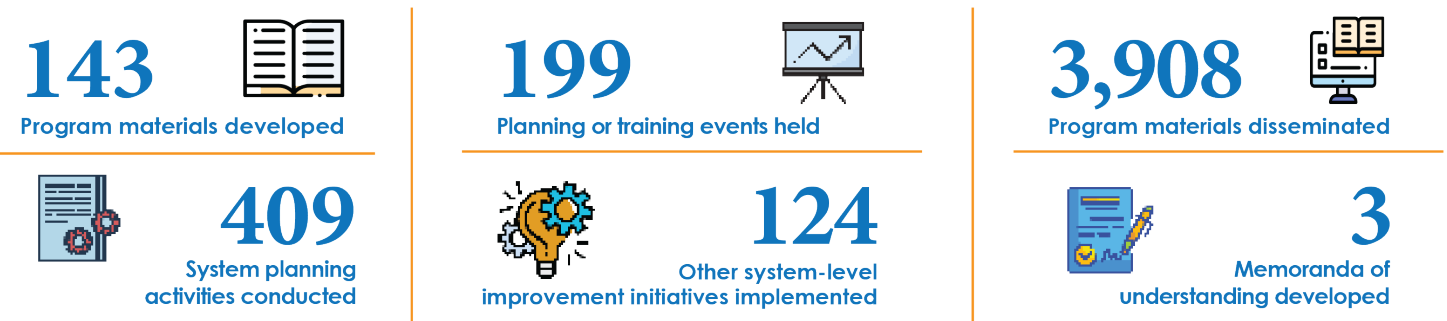 143
Program materials developed
199
Planning or training events held
3,908
Program materials disseminated
409
System planning
activities conducted
124
Other system-level
improvement initiatives implemented
3
Memoranda of
understanding developed